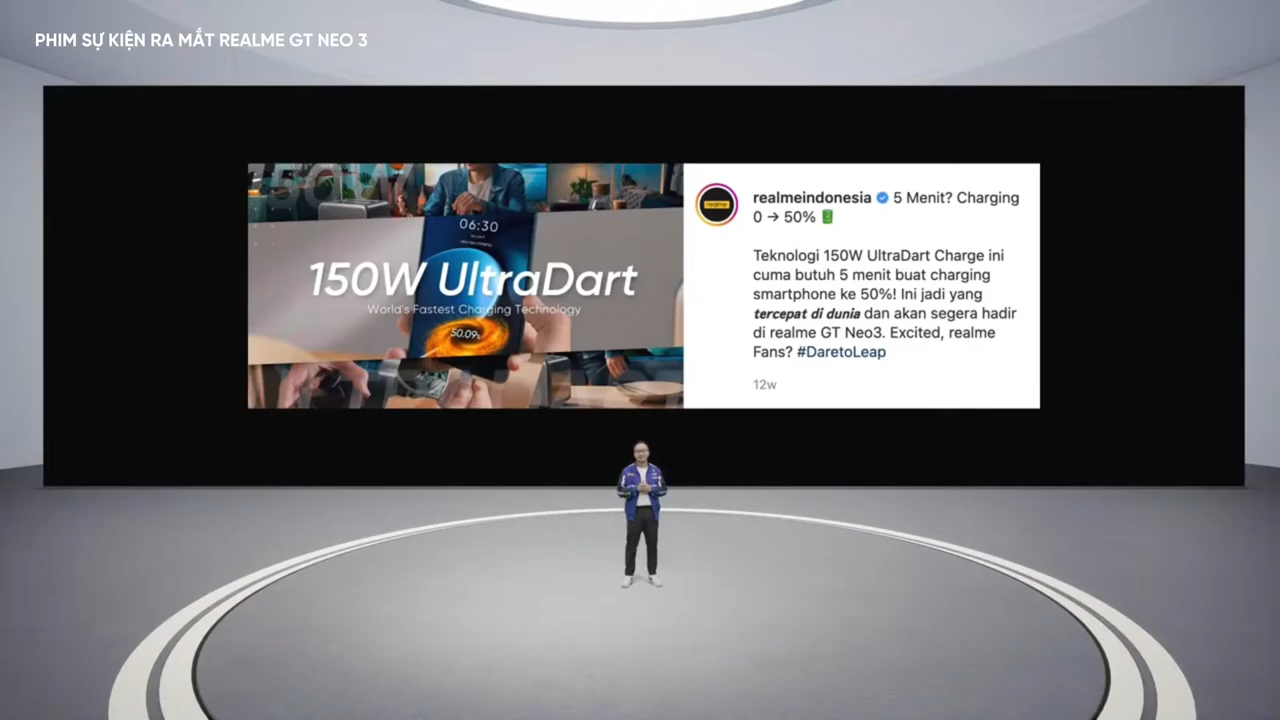 PHIM SỰ KIỆN RA MẮT REALME GT NEO 3
150W
06:30
150W UltraDart
World's Fastest Charging Technology
50.09%
realme
realmeindonesia 5 Menit? Charging
0 → 50% 🔋
Teknologi 150W UltraDart Charge ini
cuma butuh 5 menit buat charging
smartphone ke 50%! Ini jadi yang
tercepat di dunia dan akan segera hadir
di realme GT Neo3. Excited, realme
Fans? #DaretoLeap
12w